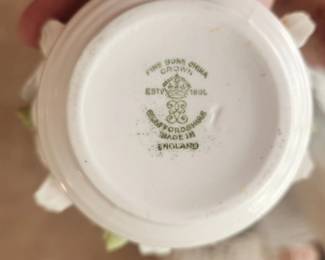 FINE BONE CHINA
CROWN
ESTD 1801
STAFFORDSHIRE
MADE IN
ENGLAND